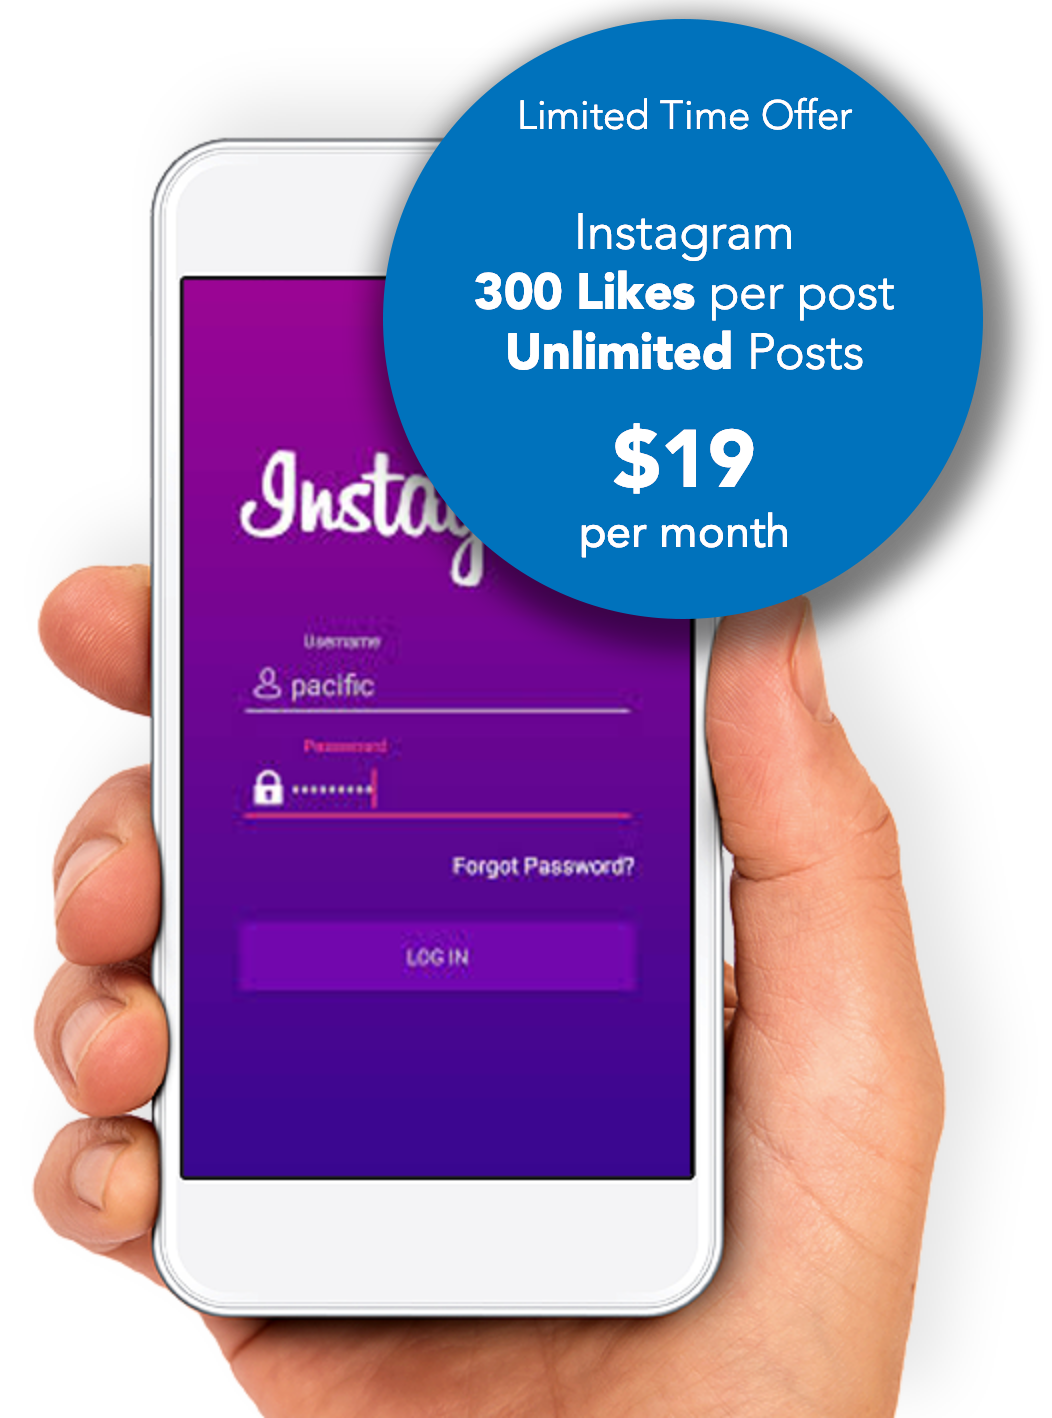 Limited Time Offer
Instagram
300 Likes per post
Unlimited Posts
$19
per month
Instag
Username
pacific
Password
Forgot Password?
LOG IN